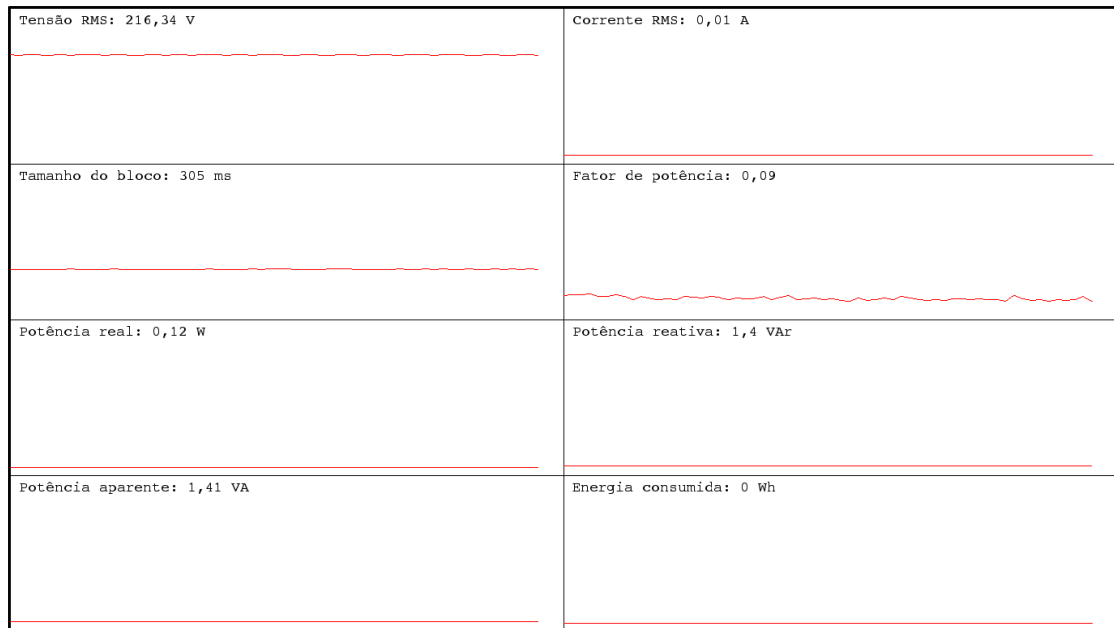 Tensão RMS: 216,34 V
Corrente RMS: 0,01 A
Tamanho do bloco: 305 ms
Fator de potência: 0,09
Potência real: 0,12 W
Potência reativa: 1,4 VAr
Potência aparente: 1,41 VA
Energia consumida: 0 Wh